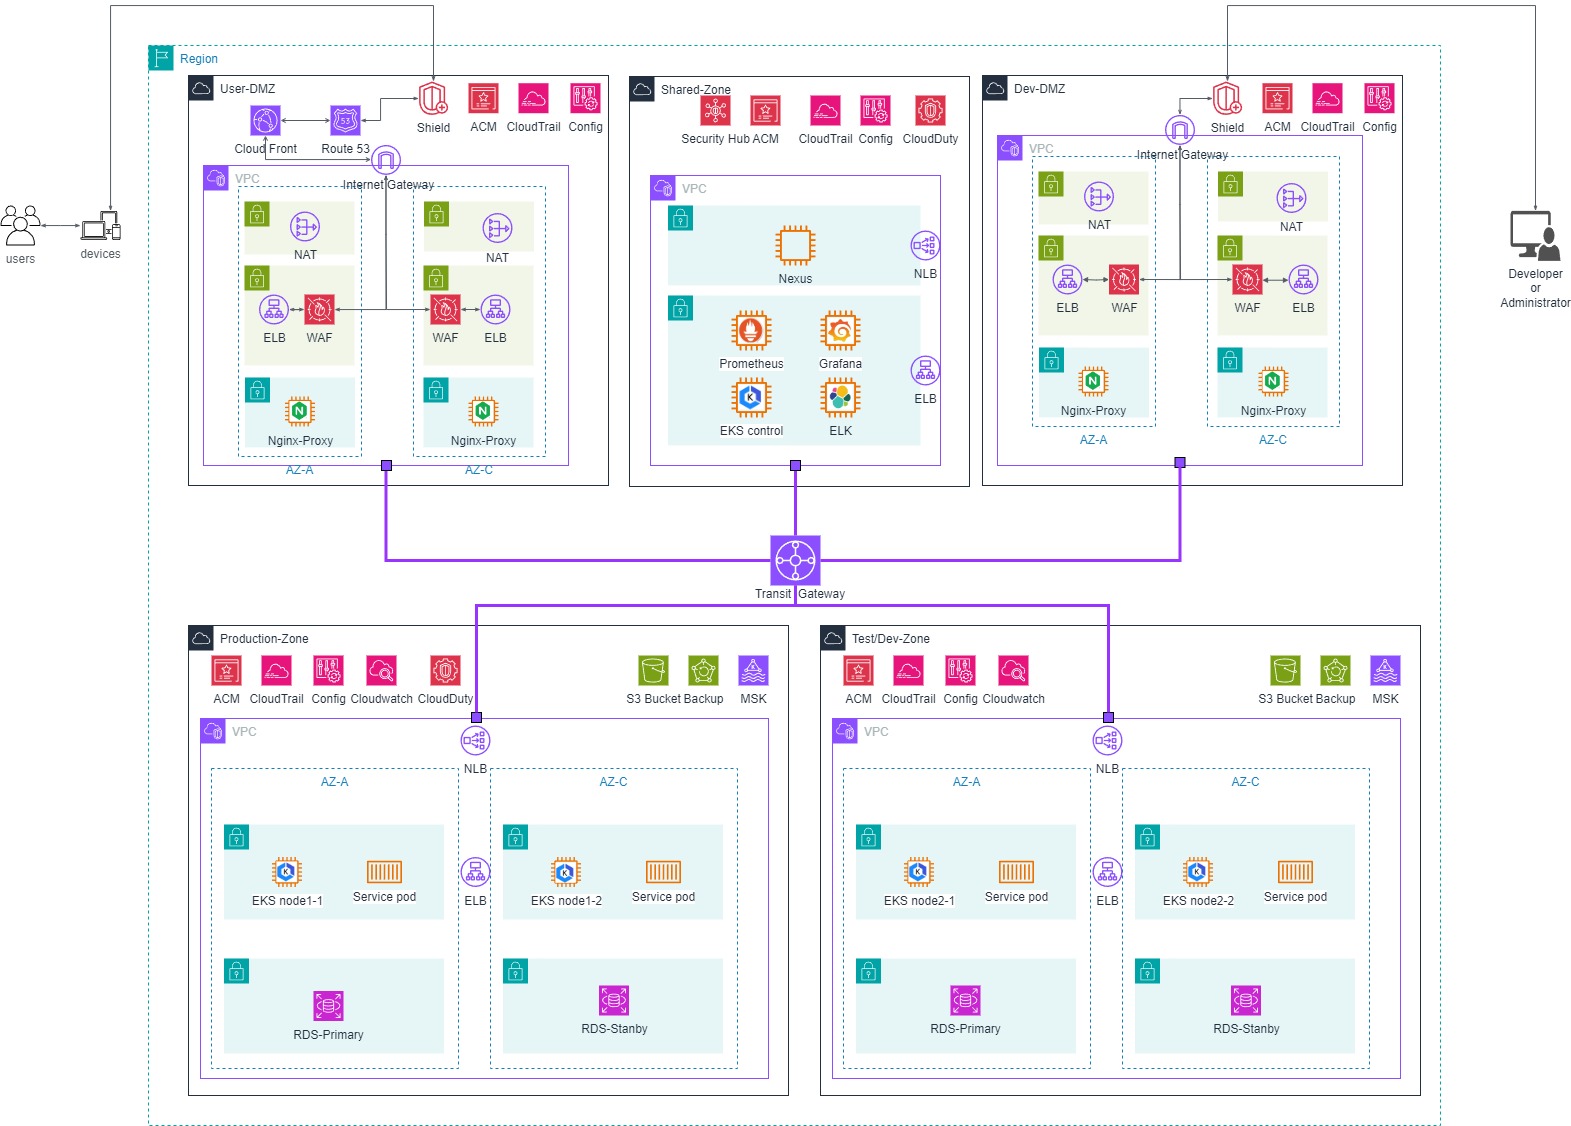 Region
User-DMZ
Cloud Front
Route 53
Shield
ACM
CloudTrail
Config
Internet Gateway
VPC
NAT
NAT
ELB
WAF
WAF
ELB
Nginx-Proxy
Nginx-Proxy
AZ-A
AZ-C
users
devices
Shared-Zone
Security Hub
ACM
CloudTrail
Config
CloudDuty
VPC
Nexus
NLB
Prometheus
Grafana
EKS control
ELK
ELB
Dev-DMZ
Shield
ACM
CloudTrail
Config
Internet Gateway
VPC
NAT
NAT
ELB
WAF
WAF
ELB
Nginx-Proxy
Nginx-Proxy
AZ-A
AZ-C
Developer
or
Administrator
Transit Gateway
Production-Zone
ACM
CloudTrail
Config
Cloudwatch
CloudDuty
S3 Bucket
Backup
MSK
VPC
NLB
AZ-A
AZ-C
EKS node1-1
Service pod
ELB
EKS node1-2
Service pod
RDS-Primary
RDS-Stanby
Test/Dev-Zone
ACM
CloudTrail
Config
Cloudwatch
S3 Bucket
Backup
MSK
VPC
NLB
AZ-A
AZ-C
EKS node2-1
Service pod
ELB
EKS node2-2
Service pod
RDS-Primary
RDS-Stanby